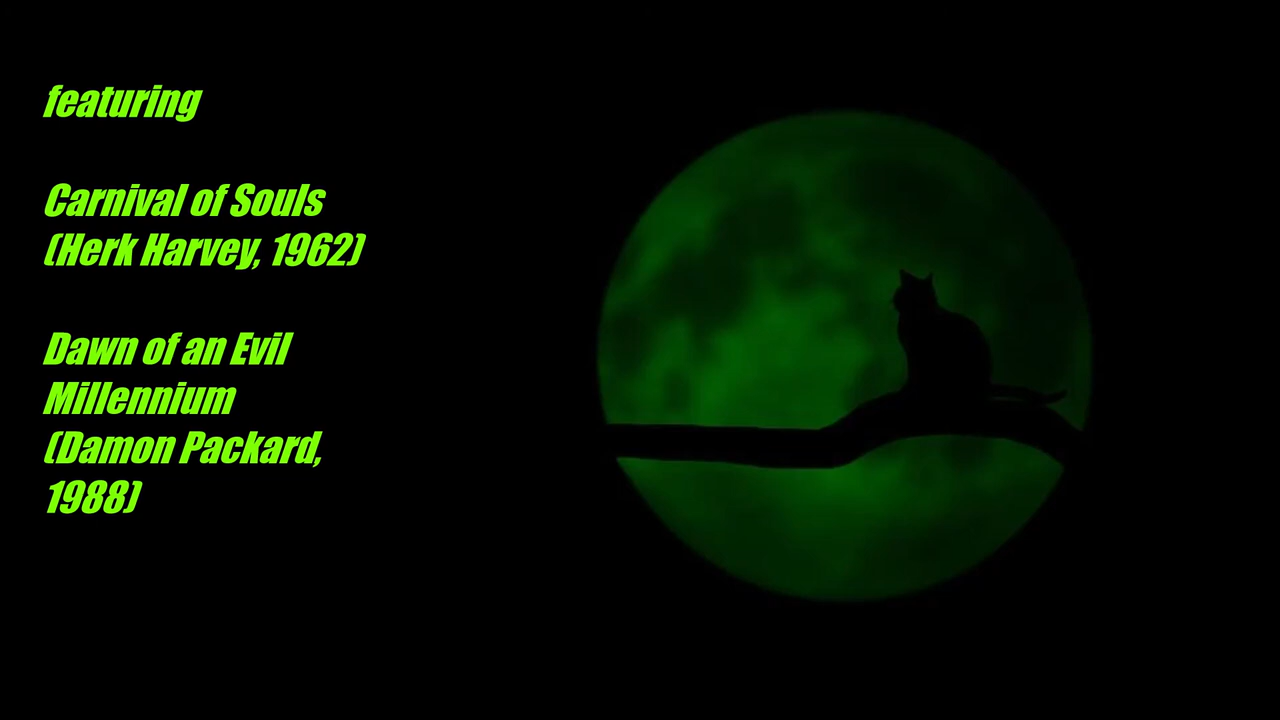 featuring
Carnival of Souls
(Herk Harvey, 1962)
Dawn of an Evil
Millennium
(Damon Packard,
1988)